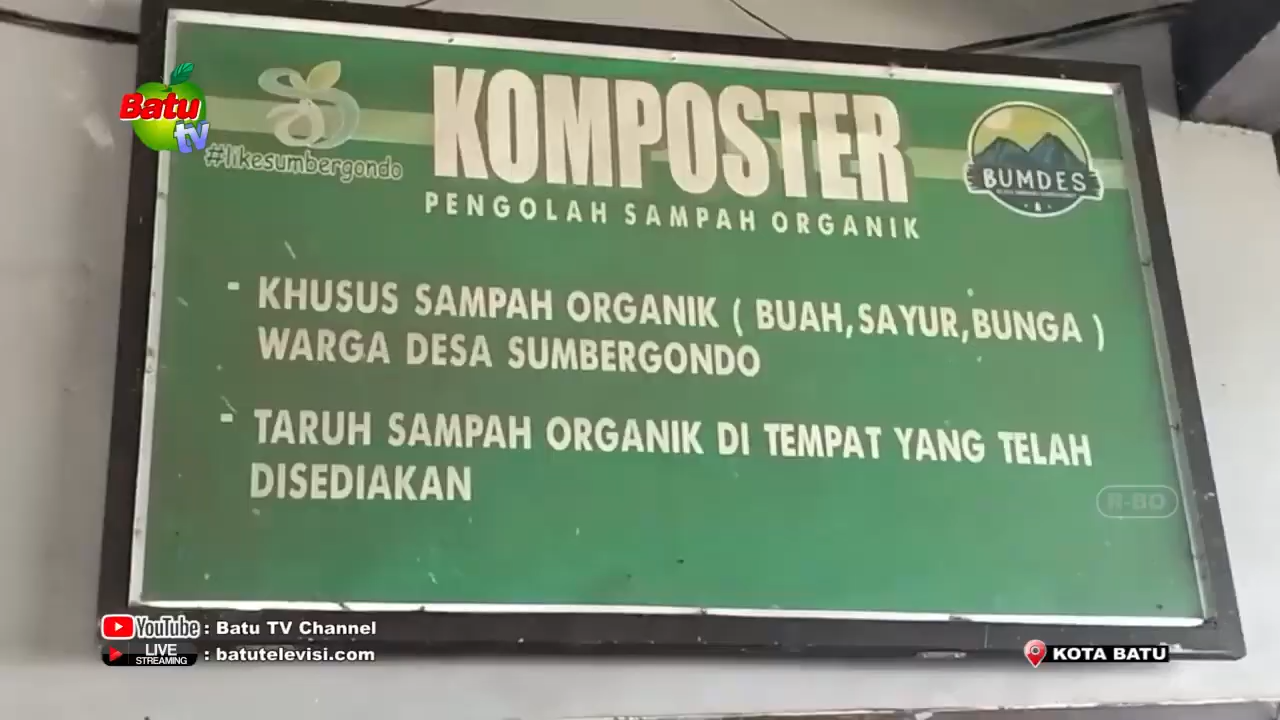 Batu
tv
#likesumbergondo
KOMPOSTER
PENGOLAH SAMPAH ORGANIK
BUMDES
- KHUSUS SAMPAH ORGANIK ( BUAH,SAYUR,BUNGA )
WARGA DESA SUMBERGONDO
- TARUH SAMPAH ORGANIK DI TEMPAT YANG TELAH
DISEDIAKAN
R-BO
YouTube : Batu TV Channel
LIVE STREAMING : batutelevisi.com
KOTA BATU